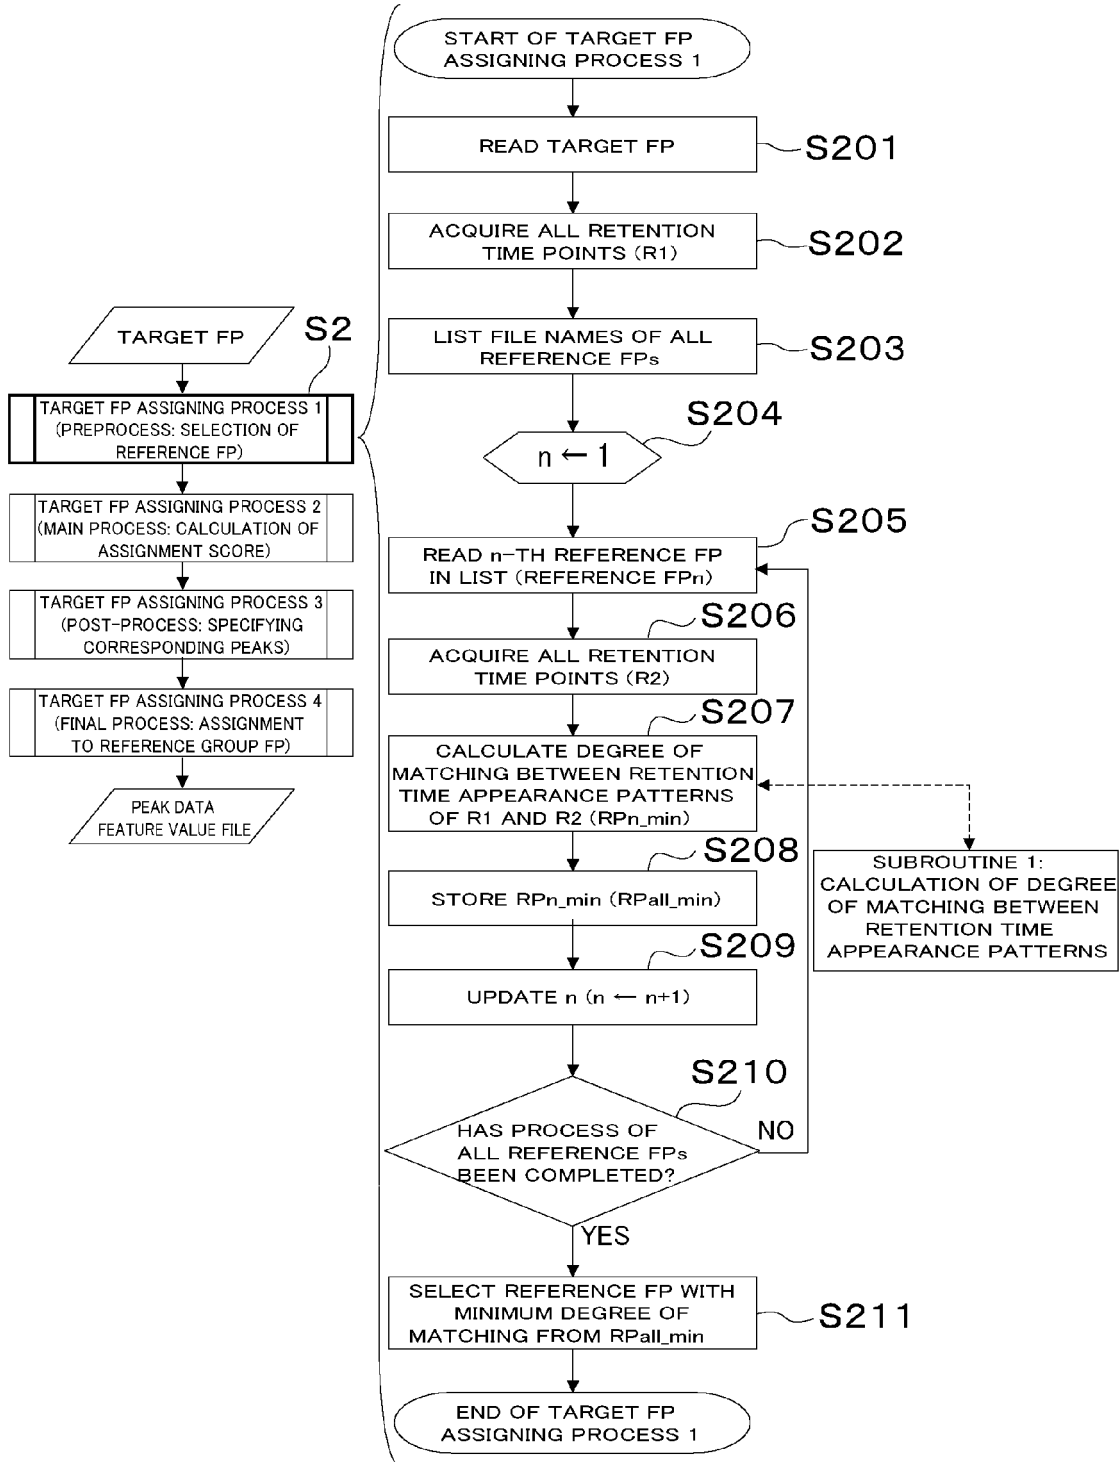 TARGET FP
S2
TARGET FP ASSIGNING PROCESS 1
(PREPROCESS: SELECTION OF
REFERENCE FP)
TARGET FP ASSIGNING PROCESS 2
(MAIN PROCESS: CALCULATION OF
ASSIGNMENT SCORE)
TARGET FP ASSIGNING PROCESS 3
(POST-PROCESS: SPECIFYING
CORRESPONDING PEAKS)
TARGET FP ASSIGNING PROCESS 4
(FINAL PROCESS: ASSIGNMENT
TO REFERENCE GROUP FP)
PEAK DATA
FEATURE VALUE FILE
START OF TARGET FP
ASSIGNING PROCESS 1
READ TARGET FP
S201
ACQUIRE ALL RETENTION
TIME POINTS (R1)
S202
LIST FILE NAMES OF ALL
REFERENCE FPs
S203
n ← 1
S204
READ n-TH REFERENCE FP
IN LIST (REFERENCE FPn)
S205
ACQUIRE ALL RETENTION
TIME POINTS (R2)
S206
CALCULATE DEGREE OF
MATCHING BETWEEN RETENTION
TIME APPEARANCE PATTERNS
OF R1 AND R2 (RPn_min)
S207
SUBROUTINE 1:
CALCULATION OF DEGREE
OF MATCHING BETWEEN
RETENTION TIME
APPEARANCE PATTERNS
STORE RPn_min (RPall_min)
S208
UPDATE n (n ← n+1)
S209
HAS PROCESS OF
ALL REFERENCE FPs
BEEN COMPLETED?
S210
NO
YES
SELECT REFERENCE FP WITH
MINIMUM DEGREE OF
MATCHING FROM RPall_min
S211
END OF TARGET FP
ASSIGNING PROCESS 1